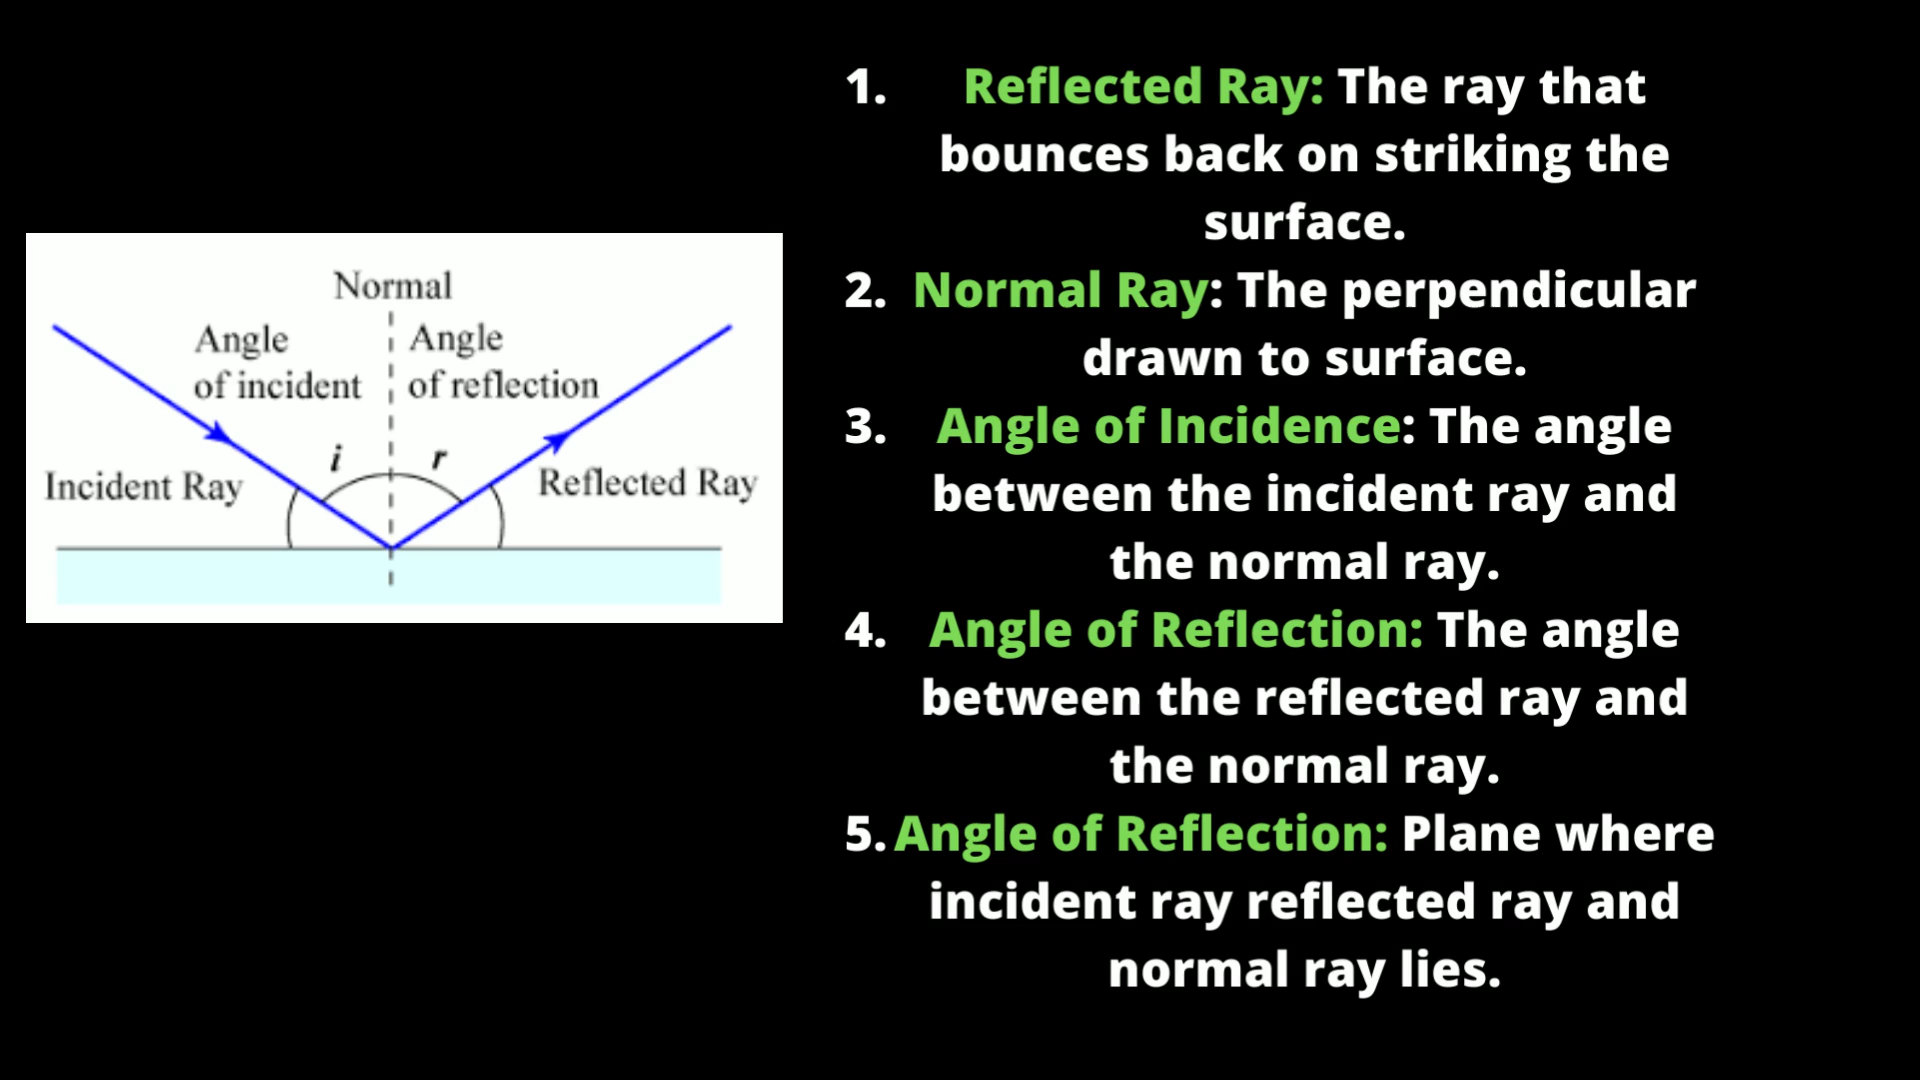 Normal
Angle
of incident
Angle
of reflection
i
r
Incident Ray
Reflected Ray
1. Reflected Ray: The ray that
bounces back on striking the
surface.
2. Normal Ray: The perpendicular
drawn to surface.
3. Angle of Incidence: The angle
between the incident ray and
the normal ray.
4. Angle of Reflection: The angle
between the reflected ray and
the normal ray.
5. Angle of Reflection: Plane where
incident ray reflected ray and
normal ray lies.